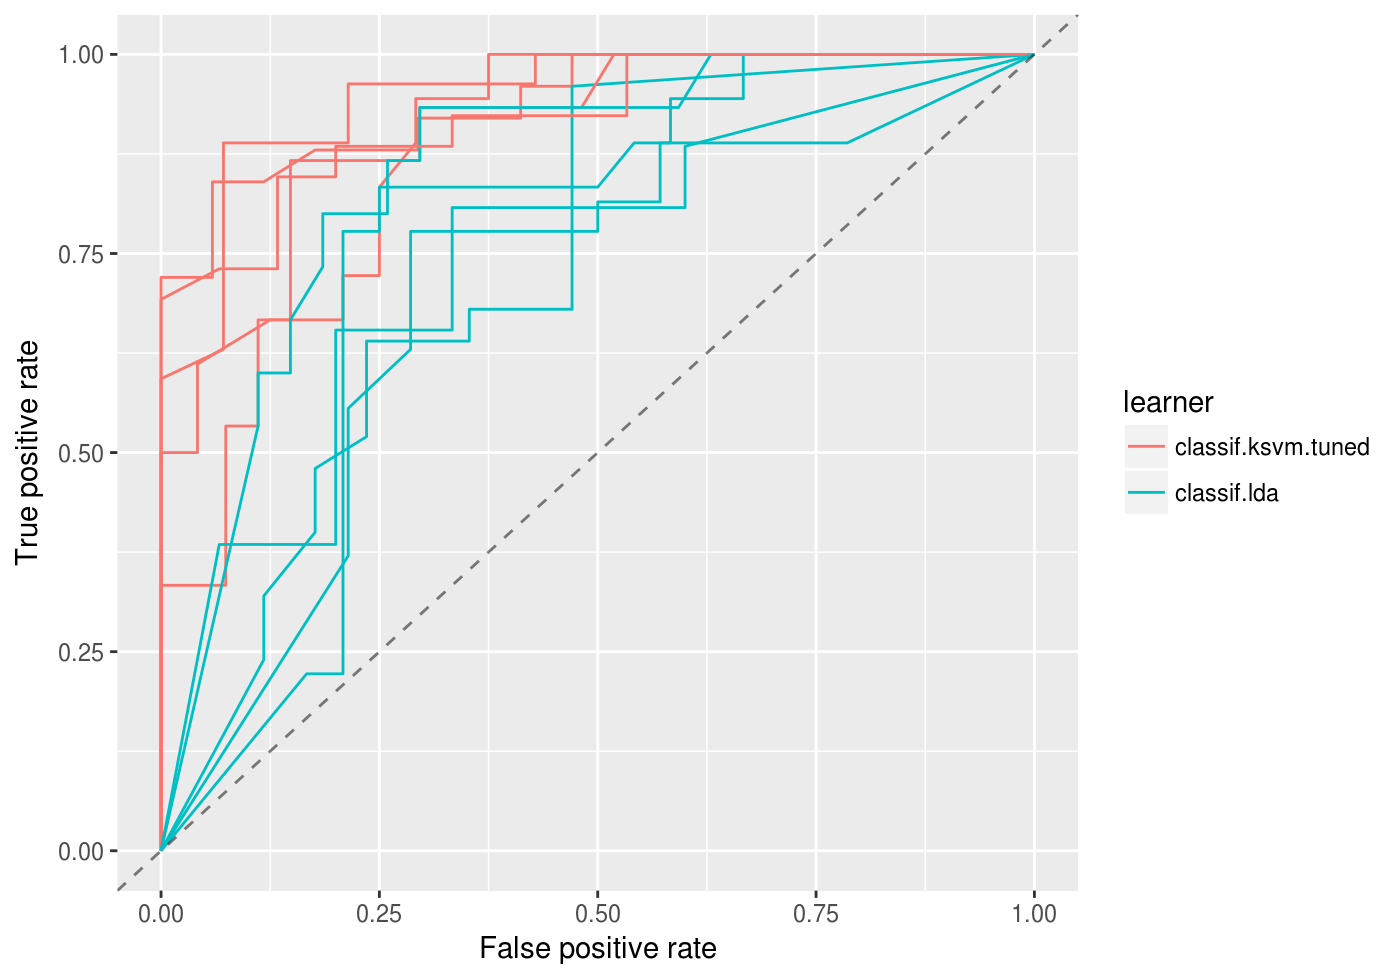 1.00
0.75
0.50
0.25
0.00
True positive rate
0.00 0.25 0.50 0.75 1.00
False positive rate
learner
classif.ksvm.tuned
classif.lda